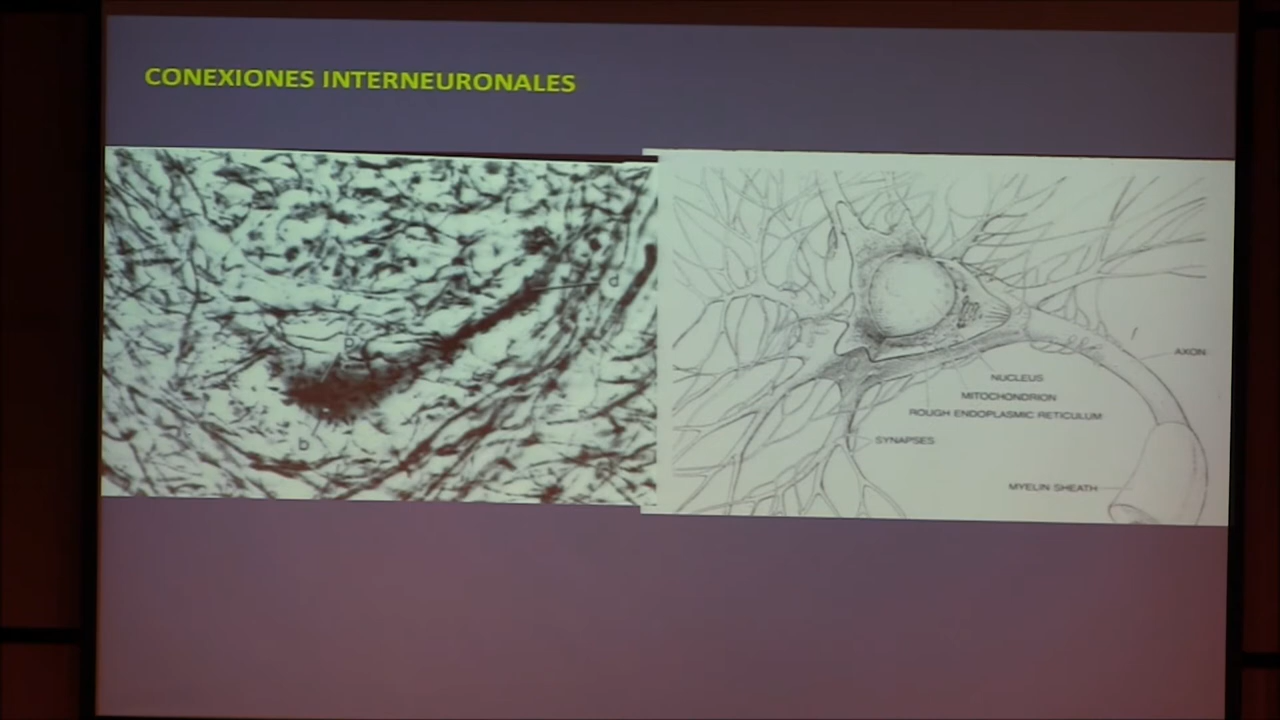 CONEXIONES INTERNEURONALES
d
P
b
AXON
NUCLEUS
MITOCHONDRION
ROUGH ENDOPLASMIC RETICULUM
SYNAPSES
MYELIN SHEATH